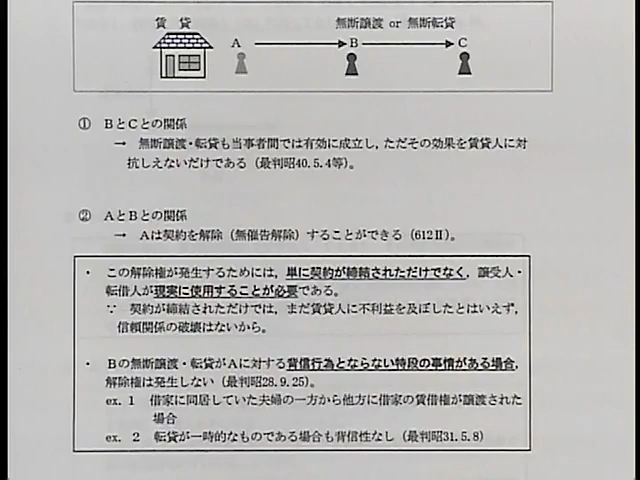 賃 貸 無断譲渡 or 無断転貸
A B C
① BとCとの関係
→ 無断譲渡・転貸も当事者間では有効に成立し,ただその効果を賃貸人に対
抗しえないだけである(最判昭40.5.4等)。
② AとBとの関係
→ Aは契約を解除(無催告解除)することができる(612Ⅱ)。
・ この解除権が発生するためには,単に契約が締結されただけでなく,譲受人・
転借人が現実に使用することが必要である。
∵ 契約が締結されただけでは,まだ賃貸人に不利益を及ぼしたとはいえず,
信頼関係の破壊はないから。
・ Bの無断譲渡・転貸がAに対する背信行為とならない特段の事情がある場合,
解除権は発生しない(最判昭28.9.25)。
ex. 1 借家に同居していた夫婦の一方から他方に借家の賃借権が譲渡された
場合
ex. 2 転貸が一時的なものである場合も背信性なし(最判昭31.5.8)